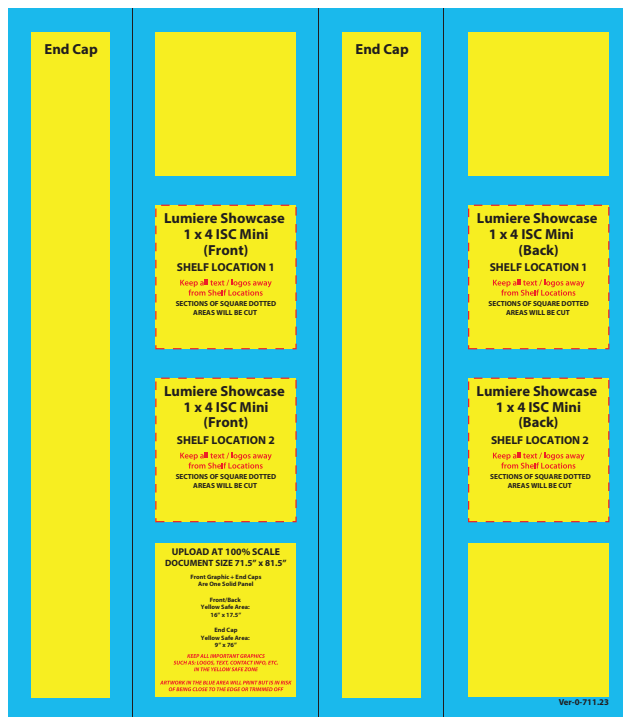 End Cap
Lumiere Showcase
1 x 4 ISC Mini
(Front)
SHELF LOCATION 1
Keep all text / logos away
from Shelf Locations
SECTIONS OF SQUARE DOTTED
AREAS WILL BE CUT
Lumiere Showcase
1 x 4 ISC Mini
(Front)
SHELF LOCATION 2
Keep all text / logos away
from Shelf Locations
SECTIONS OF SQUARE DOTTED
AREAS WILL BE CUT
UPLOAD AT 100% SCALE
DOCUMENT SIZE 71.5” x 81.5”
Front Graphic + End Caps
Are One Solid Panel
Front/Back
Yellow Safe Area:
16” x 17.5”
End Cap
Yellow Safe Area:
9” x 76”
KEEP ALL IMPORTANT GRAPHICS
SUCH AS: LOGOS, TEXT, CONTACT INFO, ETC.
IN THE YELLOW SAFE ZONE
ARTWORK IN THE BLUE AREA WILL PRINT BUT IS IN RISK
OF BEING CLOSE TO THE EDGE OR TRIMMED OFF
End Cap
Lumiere Showcase
1 x 4 ISC Mini
(Back)
SHELF LOCATION 1
Keep all text / logos away
from Shelf Locations
SECTIONS OF SQUARE DOTTED
AREAS WILL BE CUT
Lumiere Showcase
1 x 4 ISC Mini
(Back)
SHELF LOCATION 2
Keep all text / logos away
from Shelf Locations
SECTIONS OF SQUARE DOTTED
AREAS WILL BE CUT
Ver-0-711.23